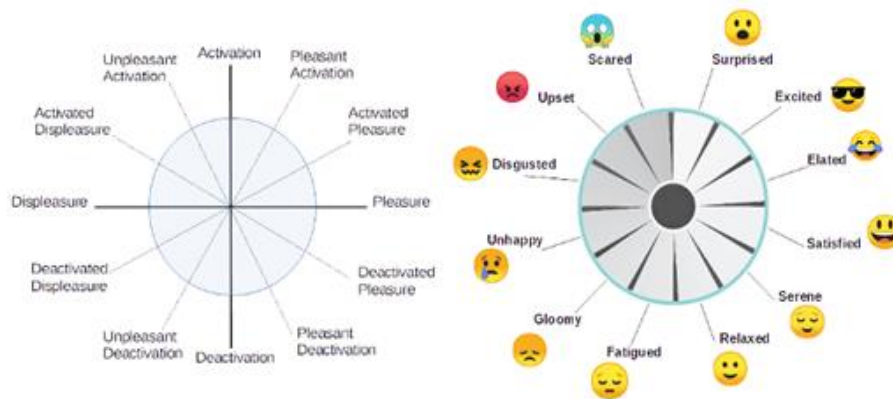 Activation
Unpleasant
Activation
Pleasant
Activation
Activated
Displeasure
Activated
Pleasure
Displeasure
Pleasure
Deactivated
Displeasure
Deactivated
Pleasure
Unpleasant
Deactivation
Deactivation
Pleasant
Deactivation
Scared
Surprised
Upset
Excited
Disgusted
Elated
Unhappy
Satisfied
Gloomy
Serene
Fatigued
Relaxed